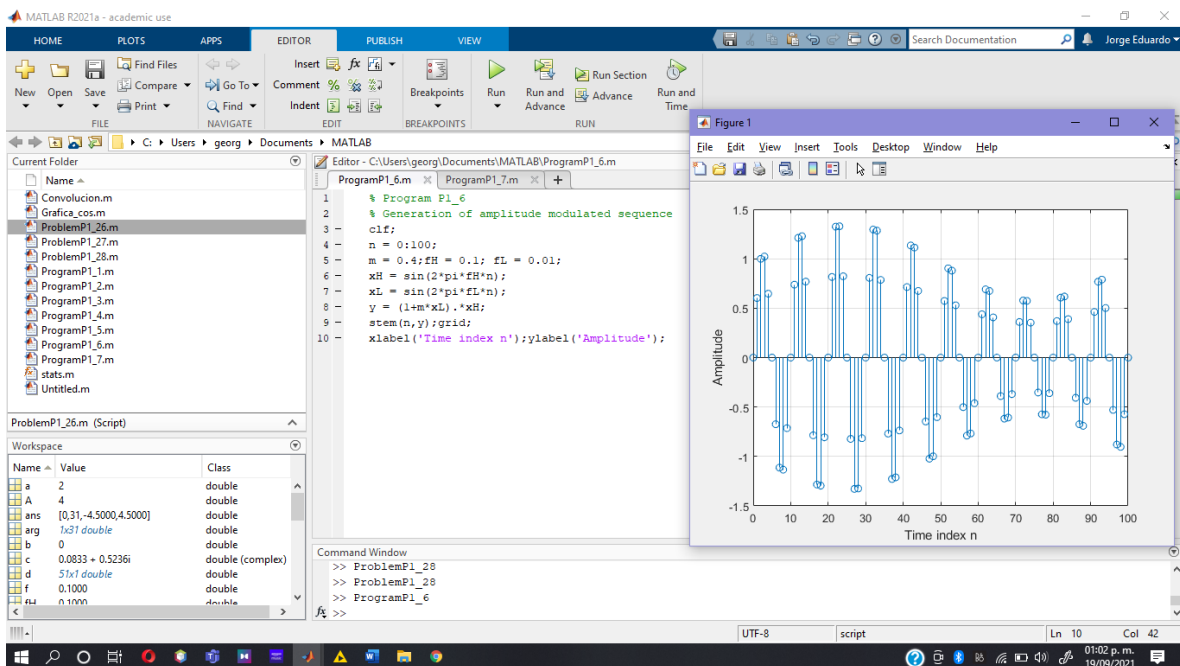 MATLAB R2021a - academic use
HOME PLOTS APPS EDITOR PUBLISH VIEW
Search Documentation
Jorge Eduardo
New Open Save
Find Files
Compare
Print
FILE
Go To
Find
NAVIGATE
Insert fx
Comment
Indent
EDIT
Breakpoints
BREAKPOINTS
Run
Run and Advance
Run Section
Advance
Run and Time
RUN
C: Users georg Documents MATLAB
Current Folder
Name
Convolucion.m
Grafica_cos.m
ProblemP1_26.m
ProblemP1_27.m
ProblemP1_28.m
ProgramP1_1.m
ProgramP1_2.m
ProgramP1_3.m
ProgramP1_4.m
ProgramP1_5.m
ProgramP1_6.m
ProgramP1_7.m
stats.m
Untitled.m
ProblemP1_26.m (Script)
Workspace
Name Value Class
a 2 double
A 4 double
ans [0,31,-4.5000,4.5000] double
arg 1x31 double double
b 0 double
c 0.0833 + 0.5236i double (complex)
d 51x1 double double
f 0.1000 double
fH 0.1000 double
Editor - C:\Users\georg\Documents\MATLAB\ProgramP1_6.m
ProgramP1_6.m ProgramP1_7.m +
1 % Program P1_6
2 % Generation of amplitude modulated sequence
3 - clf;
4 - n = 0:100;
5 - m = 0.4;fH = 0.1; fL = 0.01;
6 - xH = sin(2*pi*fH*n);
7 - xL = sin(2*pi*fL*n);
8 - y = (1+m*xL).*xH;
9 - stem(n,y);grid;
10 - xlabel('Time index n');ylabel('Amplitude');
Command Window
>> ProblemP1_28
>> ProblemP1_28
>> ProgramP1_6
fx >>
Figure 1
File Edit View Insert Tools Desktop Window Help
1.5
1
0.5
0
-0.5
-1
-1.5
Amplitude
0 10 20 30 40 50 60 70 80 90 100
Time index n
UTF-8 script Ln 10 Col 42
01:02 p. m.
19/09/2021